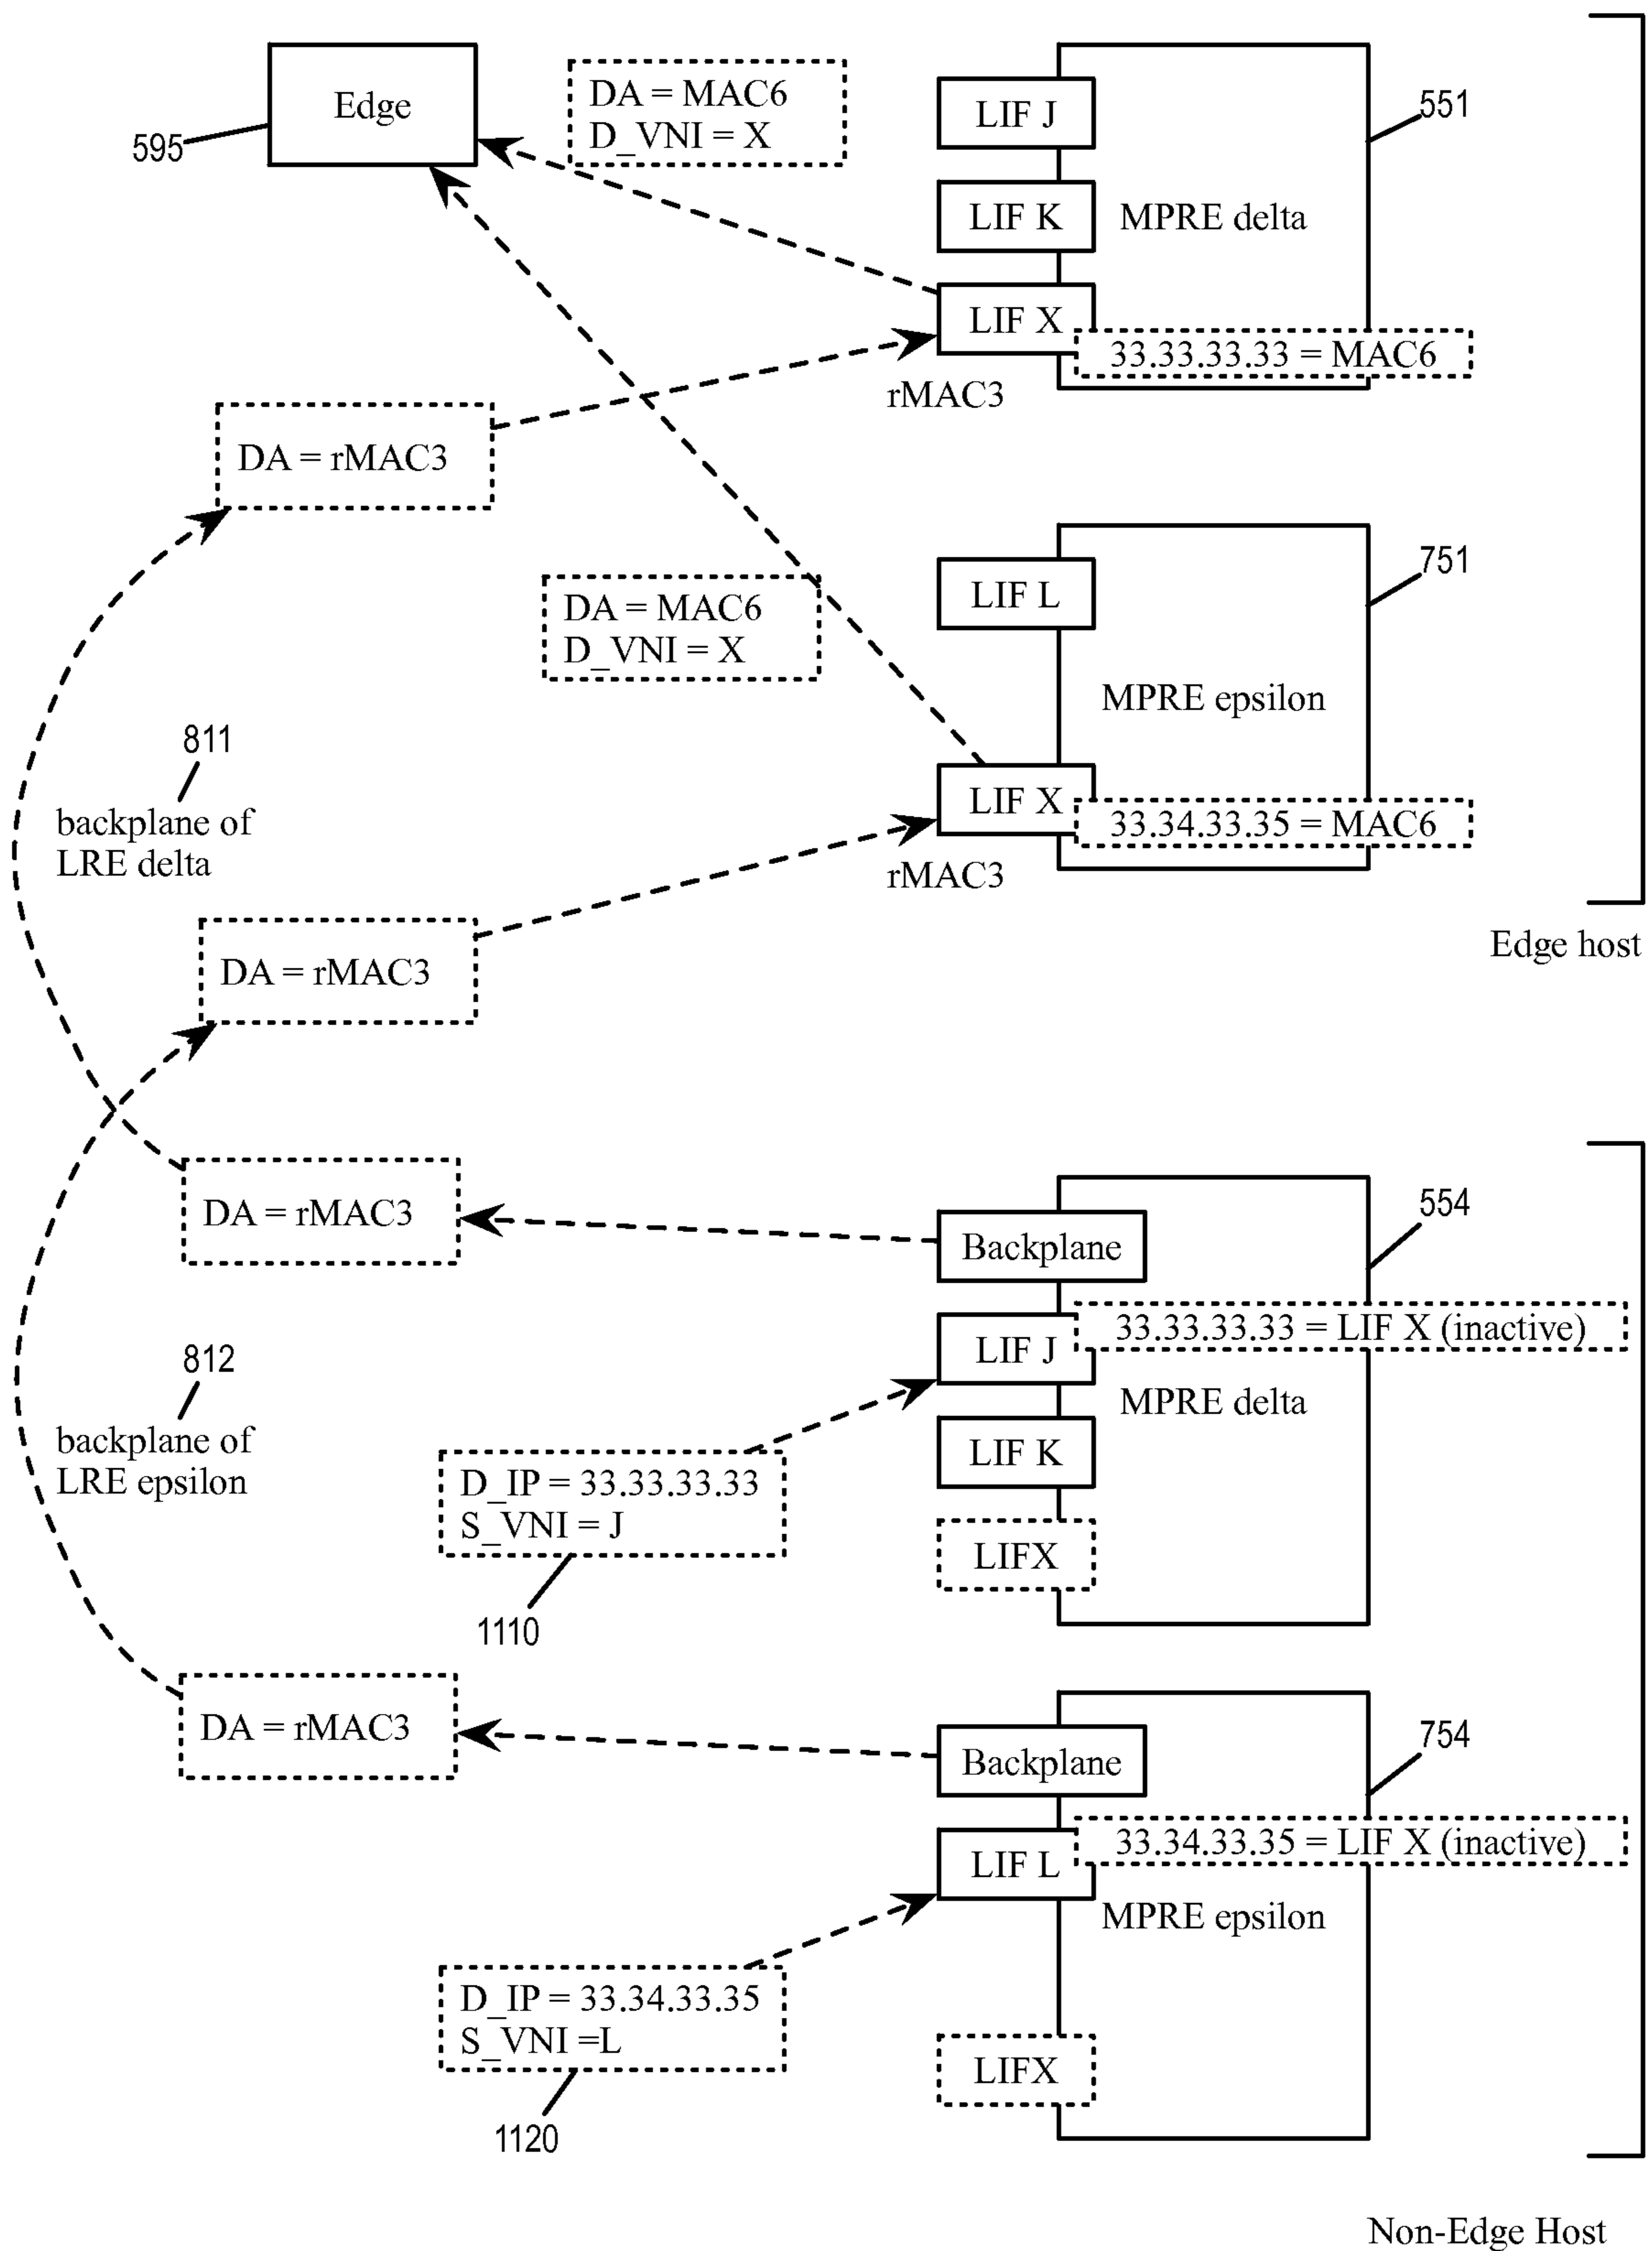 Edge
595
DA = MAC6
D_VNI = X
LIF J
LIF K
LIF X
MPRE delta
551
33.33.33.33 = MAC6
rMAC3
DA = rMAC3
DA = MAC6
D_VNI = X
LIF L
MPRE epsilon
751
LIF X
33.34.33.35 = MAC6
rMAC3
811
backplane of
LRE delta
DA = rMAC3
Edge host
DA = rMAC3
Backplane
554
33.33.33.33 = LIF X (inactive)
LIF J
MPRE delta
LIF K
LIFX
812
backplane of
LRE epsilon
D_IP = 33.33.33.33
S_VNI = J
1110
DA = rMAC3
Backplane
754
33.34.33.35 = LIF X (inactive)
LIF L
MPRE epsilon
D_IP = 33.34.33.35
S_VNI =L
1120
LIFX
Non-Edge Host